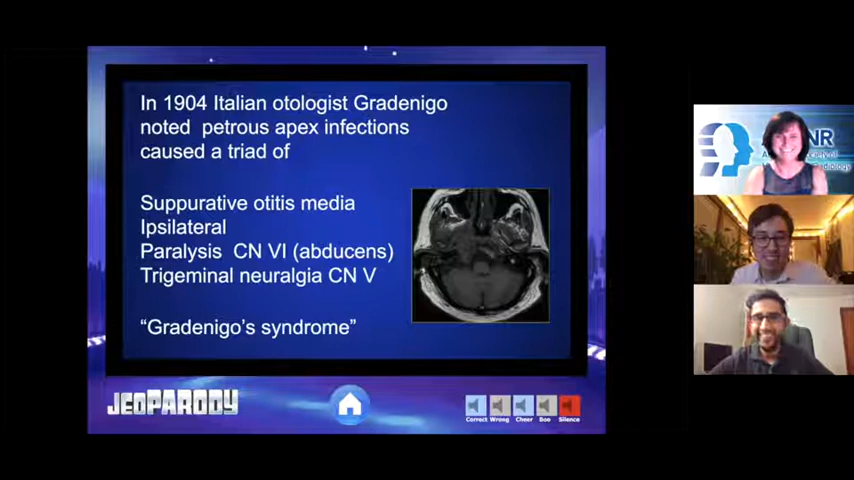 In 1904 Italian otologist Gradenigo
noted petrous apex infections
caused a triad of
Suppurative otitis media
Ipsilateral
Paralysis CN VI (abducens)
Trigeminal neuralgia CN V
“Gradenigo’s syndrome”
JEOPARODY
Correct Wrong Cheer Boo Silence
NR